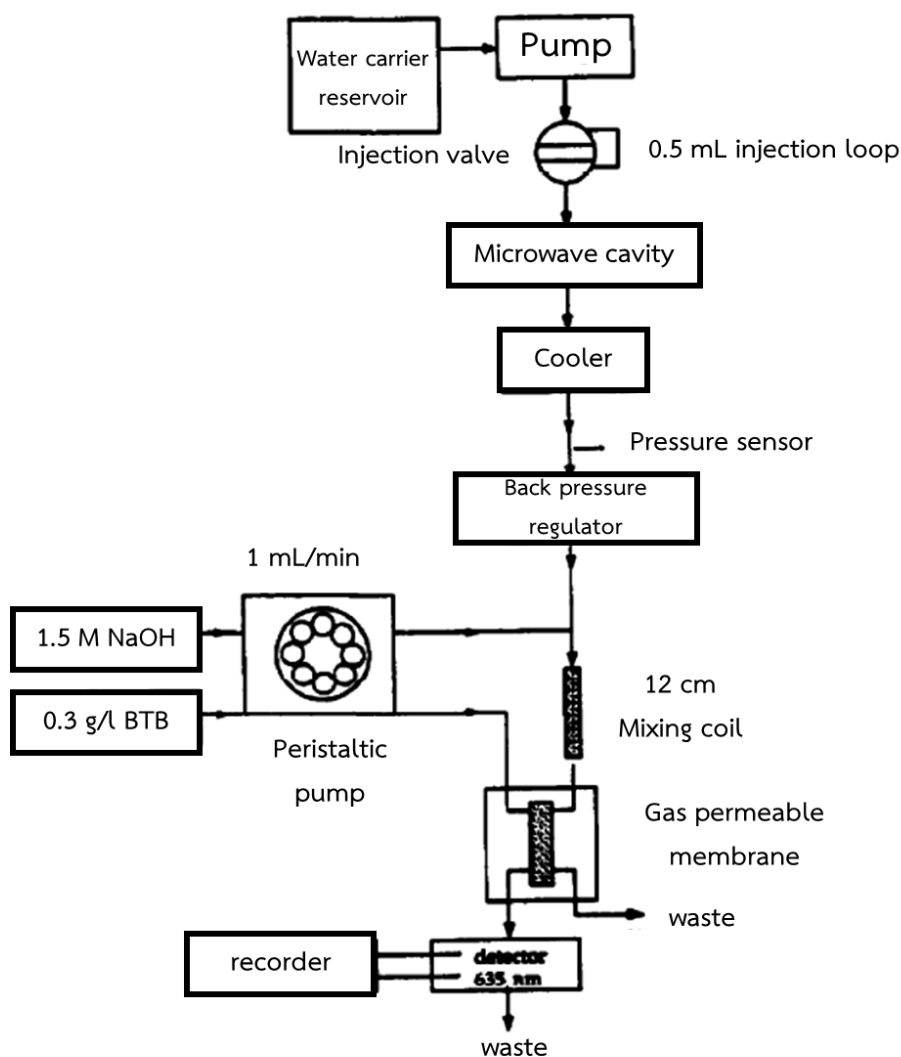 Water carrier
reservoir
Pump
Injection valve
0.5 mL injection loop
Microwave cavity
Cooler
Pressure sensor
Back pressure
regulator
1 mL/min
1.5 M NaOH
0.3 g/l BTB
Peristaltic
pump
12 cm
Mixing coil
Gas permeable
membrane
waste
recorder
detector
635 nm
waste